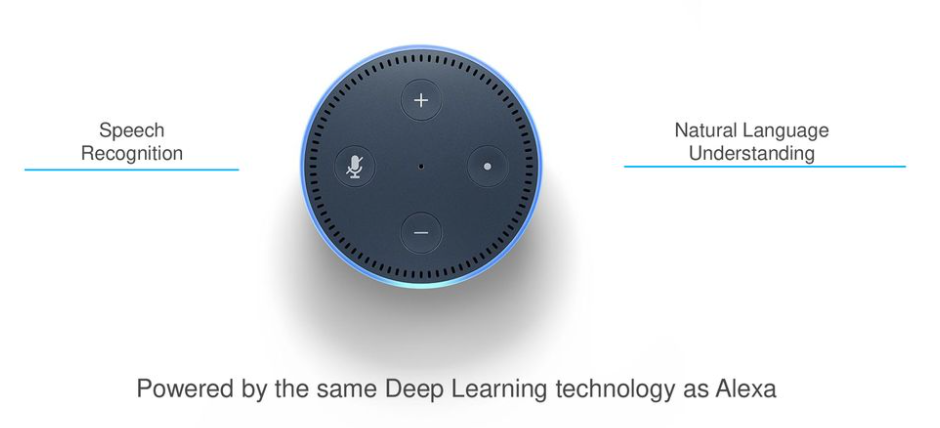 Speech
Recognition
Natural Language
Understanding
Powered by the same Deep Learning technology as Alexa